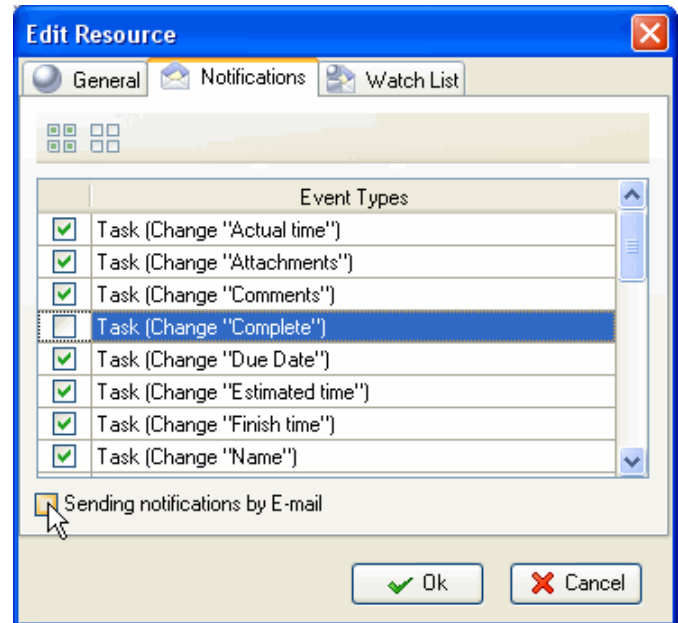 Edit Resource
General Notifications Watch List
Event Types
Task (Change "Actual time")
Task (Change "Attachments")
Task (Change "Comments")
Task (Change "Complete")
Task (Change "Due Date")
Task (Change "Estimated time")
Task (Change "Finish time")
Task (Change "Name")
Sending notifications by E-mail
Ok Cancel